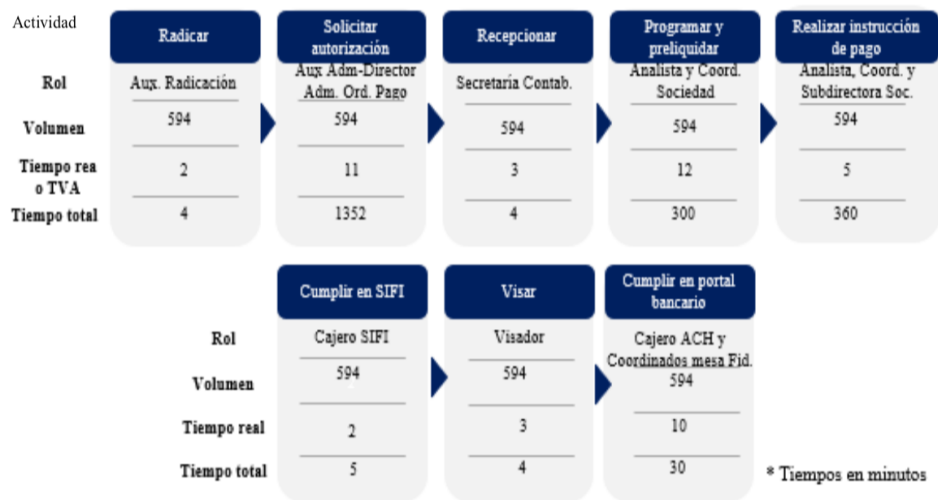 Actividad
Radicar
Solicitar
autorización
Recepcionar
Programar y
preliquidar
Realizar instrucción
de pago
Rol
Aux. Radicación
Aux Adm-Director
Adm. Ord. Pago
Secretaría Contab.
Analista y Coord.
Sociedad
Analista, Coord. y
Subdirectora Soc.
Volumen
594
594
594
594
594
Tiempo rea
o TVA
2
11
3
12
5
Tiempo total
4
1352
4
300
360
Cumplir en SIFI
Visar
Cumplir en portal
bancario
Rol
Cajero SIFI
Visador
Cajero ACH y
Coordinados mesa Fid.
Volumen
594
594
594
Tiempo real
2
3
10
Tiempo total
5
4
30
* Tiempos en minutos